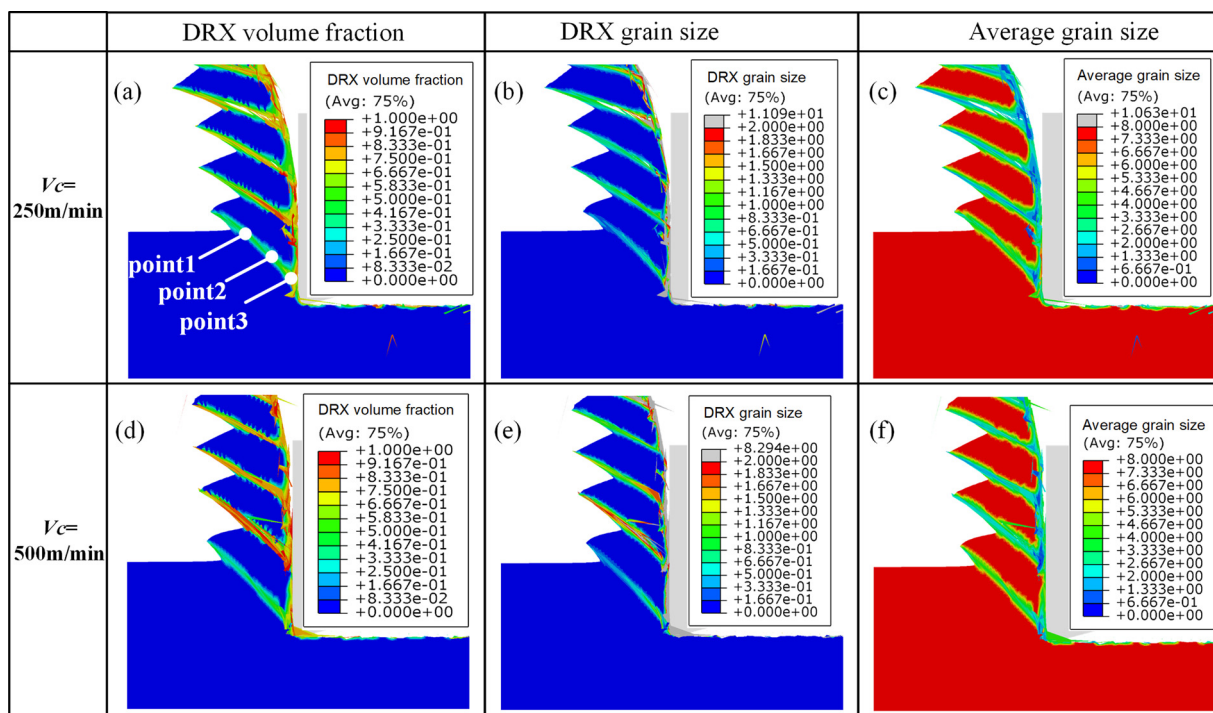 DRX volume fraction
DRX grain size
Average grain size
Vc=
250m/min
(a)
DRX volume fraction
(Avg: 75%)
+1.000e+00
+9.167e-01
+8.333e-01
+7.500e-01
+6.667e-01
+5.833e-01
+5.000e-01
+4.167e-01
+3.333e-01
+2.500e-01
+1.667e-01
+8.333e-02
+0.000e+00
point1
point2
point3
(b)
DRX grain size
(Avg: 75%)
+1.109e+01
+2.000e+00
+1.833e+00
+1.667e+00
+1.500e+00
+1.333e+00
+1.167e+00
+1.000e+00
+8.333e-01
+6.667e-01
+5.000e-01
+3.333e-01
+1.667e-01
+0.000e+00
(c)
Average grain size
(Avg: 75%)
+1.063e+01
+8.000e+00
+7.333e+00
+6.667e+00
+6.000e+00
+5.333e+00
+4.667e+00
+4.000e+00
+3.333e+00
+2.667e+00
+2.000e+00
+1.333e+00
+6.667e-01
+0.000e+00
Vc=
500m/min
(d)
DRX volume fraction
(Avg: 75%)
+1.000e+00
+9.167e-01
+8.333e-01
+7.500e-01
+6.667e-01
+5.833e-01
+5.000e-01
+4.167e-01
+3.333e-01
+2.500e-01
+1.667e-01
+8.333e-02
+0.000e+00
(e)
DRX grain size
(Avg: 75%)
+8.294e+00
+2.000e+00
+1.833e+00
+1.667e+00
+1.500e+00
+1.333e+00
+1.167e+00
+1.000e+00
+8.333e-01
+6.667e-01
+5.000e-01
+3.333e-01
+1.667e-01
+0.000e+00
(f)
Average grain size
(Avg: 75%)
+8.000e+00
+7.333e+00
+6.667e+00
+6.000e+00
+5.333e+00
+4.667e+00
+4.000e+00
+3.333e+00
+2.667e+00
+2.000e+00
+1.333e+00
+6.667e-01
+0.000e+00